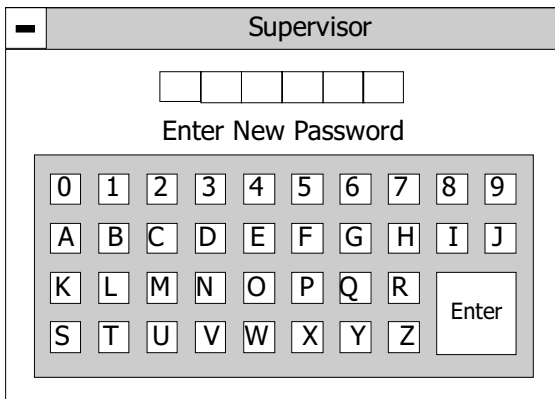 Supervisor
Enter New Password
0 1 2 3 4 5 6 7 8 9
A B C D E F G H I J
K L M N O P Q R
Enter
S T U V W X Y Z